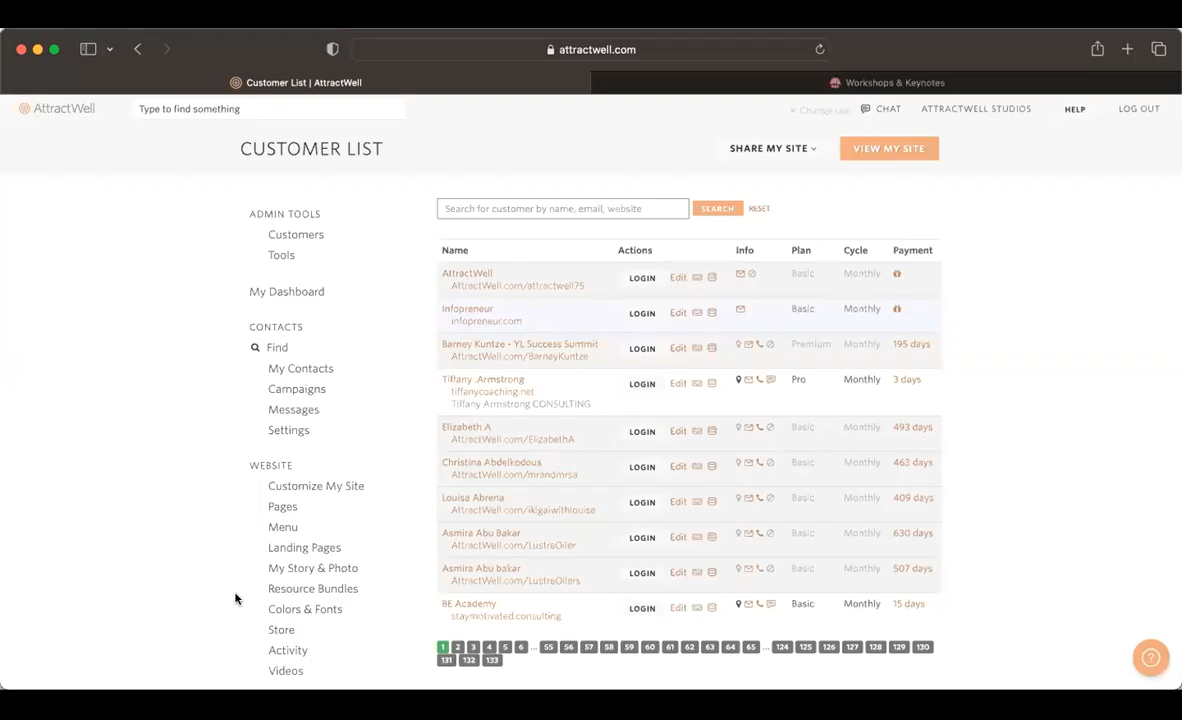 attractwell.com
Customer List | AttractWell
Workshops & Keynotes
AttractWell
Type to find something
× Change site
CHAT
ATTRACTWELL STUDIOS
HELP
LOG OUT
CUSTOMER LIST
SHARE MY SITE
VIEW MY SITE
ADMIN TOOLS
Customers
Tools
My Dashboard
CONTACTS
Find
My Contacts
Campaigns
Messages
Settings
WEBSITE
Customize My Site
Pages
Menu
Landing Pages
My Story & Photo
Resource Bundles
Colors & Fonts
Store
Activity
Videos
Search for customer by name, email, website
SEARCH
RESET
Name Actions Info Plan Cycle Payment
AttractWell LOGIN Edit Basic Monthly
AttractWell.com/attractwell75
Infopreneur LOGIN Edit Basic Monthly
infopreneur.com
Barney Kuntze - YL Success Summit LOGIN Edit Premium Monthly 195 days
AttractWell.com/BarneyKuntze
Tiffany .Armstrong LOGIN Edit Pro Monthly 3 days
tiffanycoaching.net
Tiffany Armstrong CONSULTING
Elizabeth A LOGIN Edit Basic Monthly 493 days
AttractWell.com/ElizabethA
Christina Abdelkodous LOGIN Edit Basic Monthly 463 days
AttractWell.com/mrandmrsa
Louisa Abrena LOGIN Edit Basic Monthly 409 days
AttractWell.com/ikigaiwithlouise
Asmira Abu Bakar LOGIN Edit Basic Monthly 630 days
AttractWell.com/LustreOiler
Asmira Abu bakar LOGIN Edit Basic Monthly 507 days
AttractWell.com/LustreOilers
BE Academy LOGIN Edit Basic Monthly 15 days
staymotivated.consulting
1 2 3 4 5 6 ... 55 56 57 58 59 60 61 62 63 64 65 ... 124 125 126 127 128 129 130
131 132 133